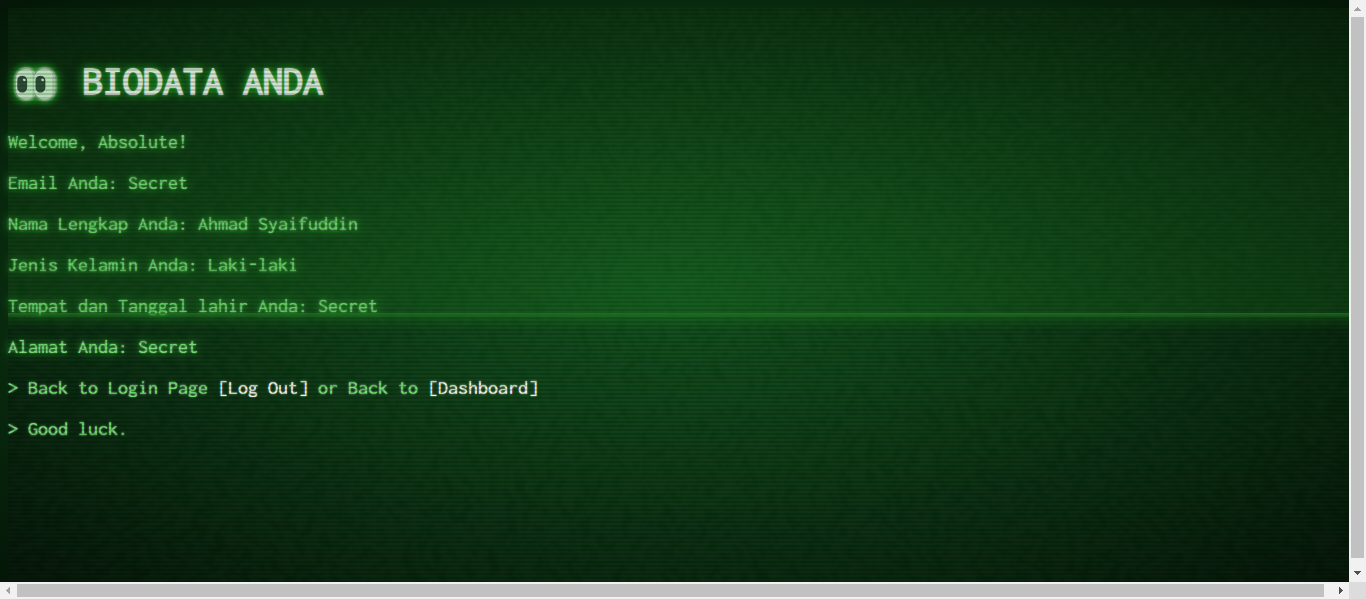 👀 BIODATA ANDA
Welcome, Absolute!
Email Anda: Secret
Nama Lengkap Anda: Ahmad Syaifuddin
Jenis Kelamin Anda: Laki-laki
Tempat dan Tanggal lahir Anda: Secret
Alamat Anda: Secret
> Back to Login Page [Log Out] or Back to [Dashboard]
> Good luck.